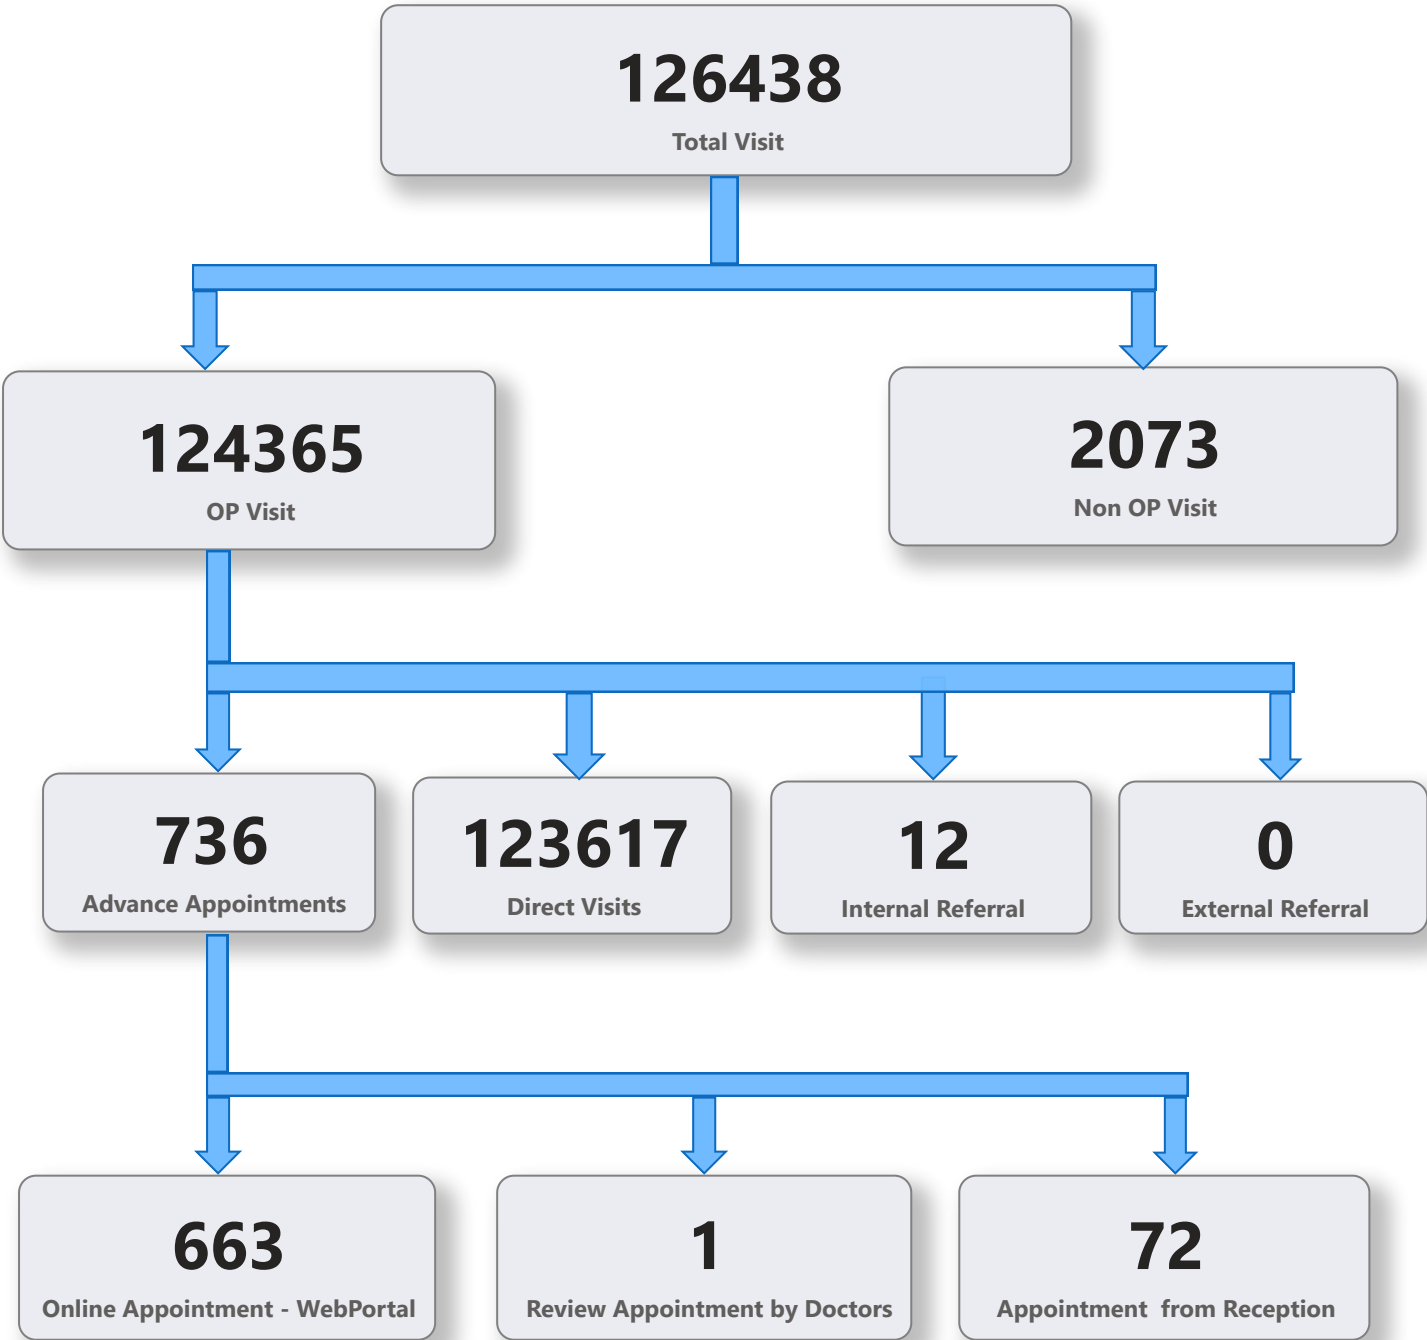 126438
Total Visit
124365
OP Visit
2073
Non OP Visit
736
Advance Appointments
123617
Direct Visits
12
Internal Referral
0
External Referral
663
Online Appointment - WebPortal
1
Review Appointment by Doctors
72
Appointment  from Reception